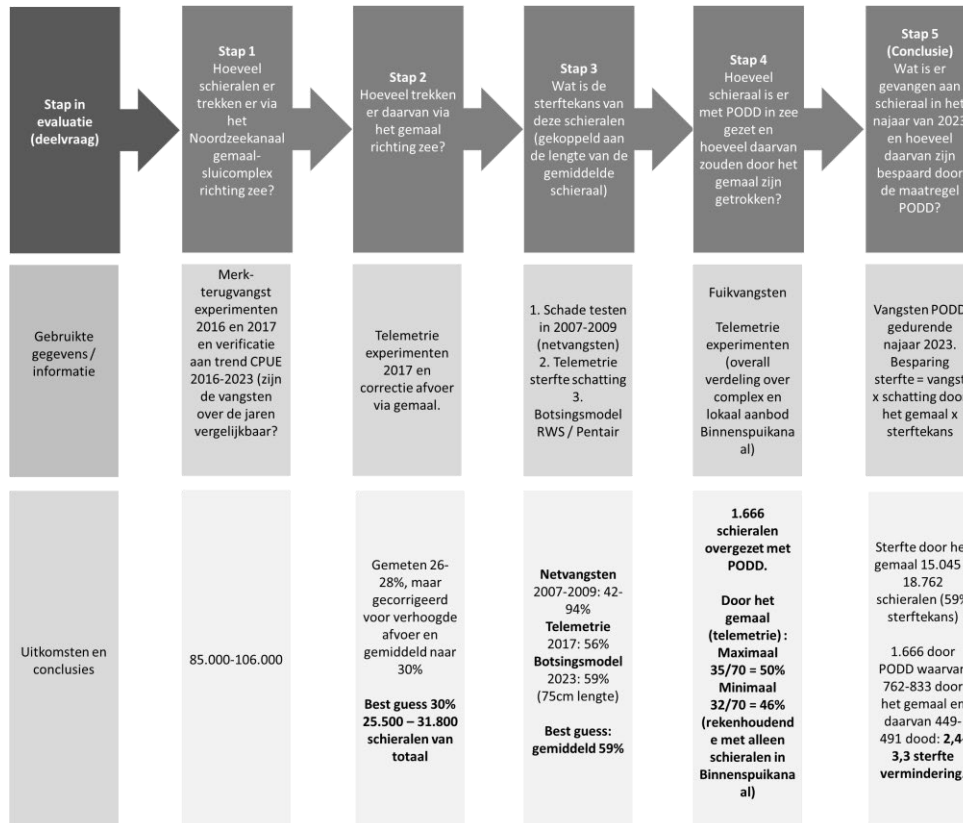 Stap in
evaluatie
(deelvraag)
Stap 1
Hoeveel
schieralen er
trekken er via
het
Noordzeekanaal
gemaal-
sluicomplex
richting zee?
Stap 2
Hoeveel trekken
er daarvan via
het gemaal
richting zee?
Stap 3
Wat is de
sterftekans van
deze schieralen
(gekoppeld aan
de lengte van de
gemiddelde
schieraal)
Stap 4
Hoeveel
schieraal is er
met PODD in zee
gezet en
hoeveel daarvan
zouden door het
gemaal zijn
getrokken?
Stap 5
(Conclusie)
Wat is er
gevangen aan
schieraal in het
najaar van 2023
en hoeveel
daarvan zijn
bespaard door
de maatregel
PODD?
Gebruikte
gegevens /
informatie
Merk-
terugvangst
experimenten
2016 en 2017
en verificatie
aan trend CPUE
2016-2023 (zijn
de vangsten
over de jaren
vergelijkbaar?
Telemetrie
experimenten
2017 en
correctie afvoer
via gemaal.
1. Schade testen
in 2007-2009
(netvangsten)
2. Telemetrie
sterfte schatting
3.
Botsingsmodel
RWS / Pentair
Fuikvangsten
Telemetrie
experimenten
(overall
verdeling over
complex en
lokaal aanbod
Binnenspuikana
al)
Vangsten PODD
gedurende
najaar 2023.
Besparing
sterfte = vangst
x schatting door
het gemaal x
sterftekans
Uitkomsten en
conclusies
85.000-106.000
Gemeten 26-
28%, maar
gecorrigeerd
voor verhoogde
afvoer en
gemiddeld naar
30%
Best guess 30%
25.500 – 31.800
schieralen van
totaal
Netvangsten
2007-2009: 42-
94%
Telemetrie
2017: 56%
Botsingsmodel
2023: 59%
(75cm lengte)
Best guess:
gemiddeld 59%
1.666
schieralen
overgezet met
PODD.
Door het
gemaal
(telemetrie) :
Maximaal
35/70 = 50%
Minimaal
32/70 = 46%
(rekenhoudend
e met alleen
schieralen in
Binnenspuikana
al)
Sterfte door he
gemaal 15.045
18.762
schieralen (59%
sterftekans)
1.666 door
PODD waarvan
762-833 door
het gemaal en
daarvan 449-
491 dood: 2,4
3,3 sterfte
vermindering.